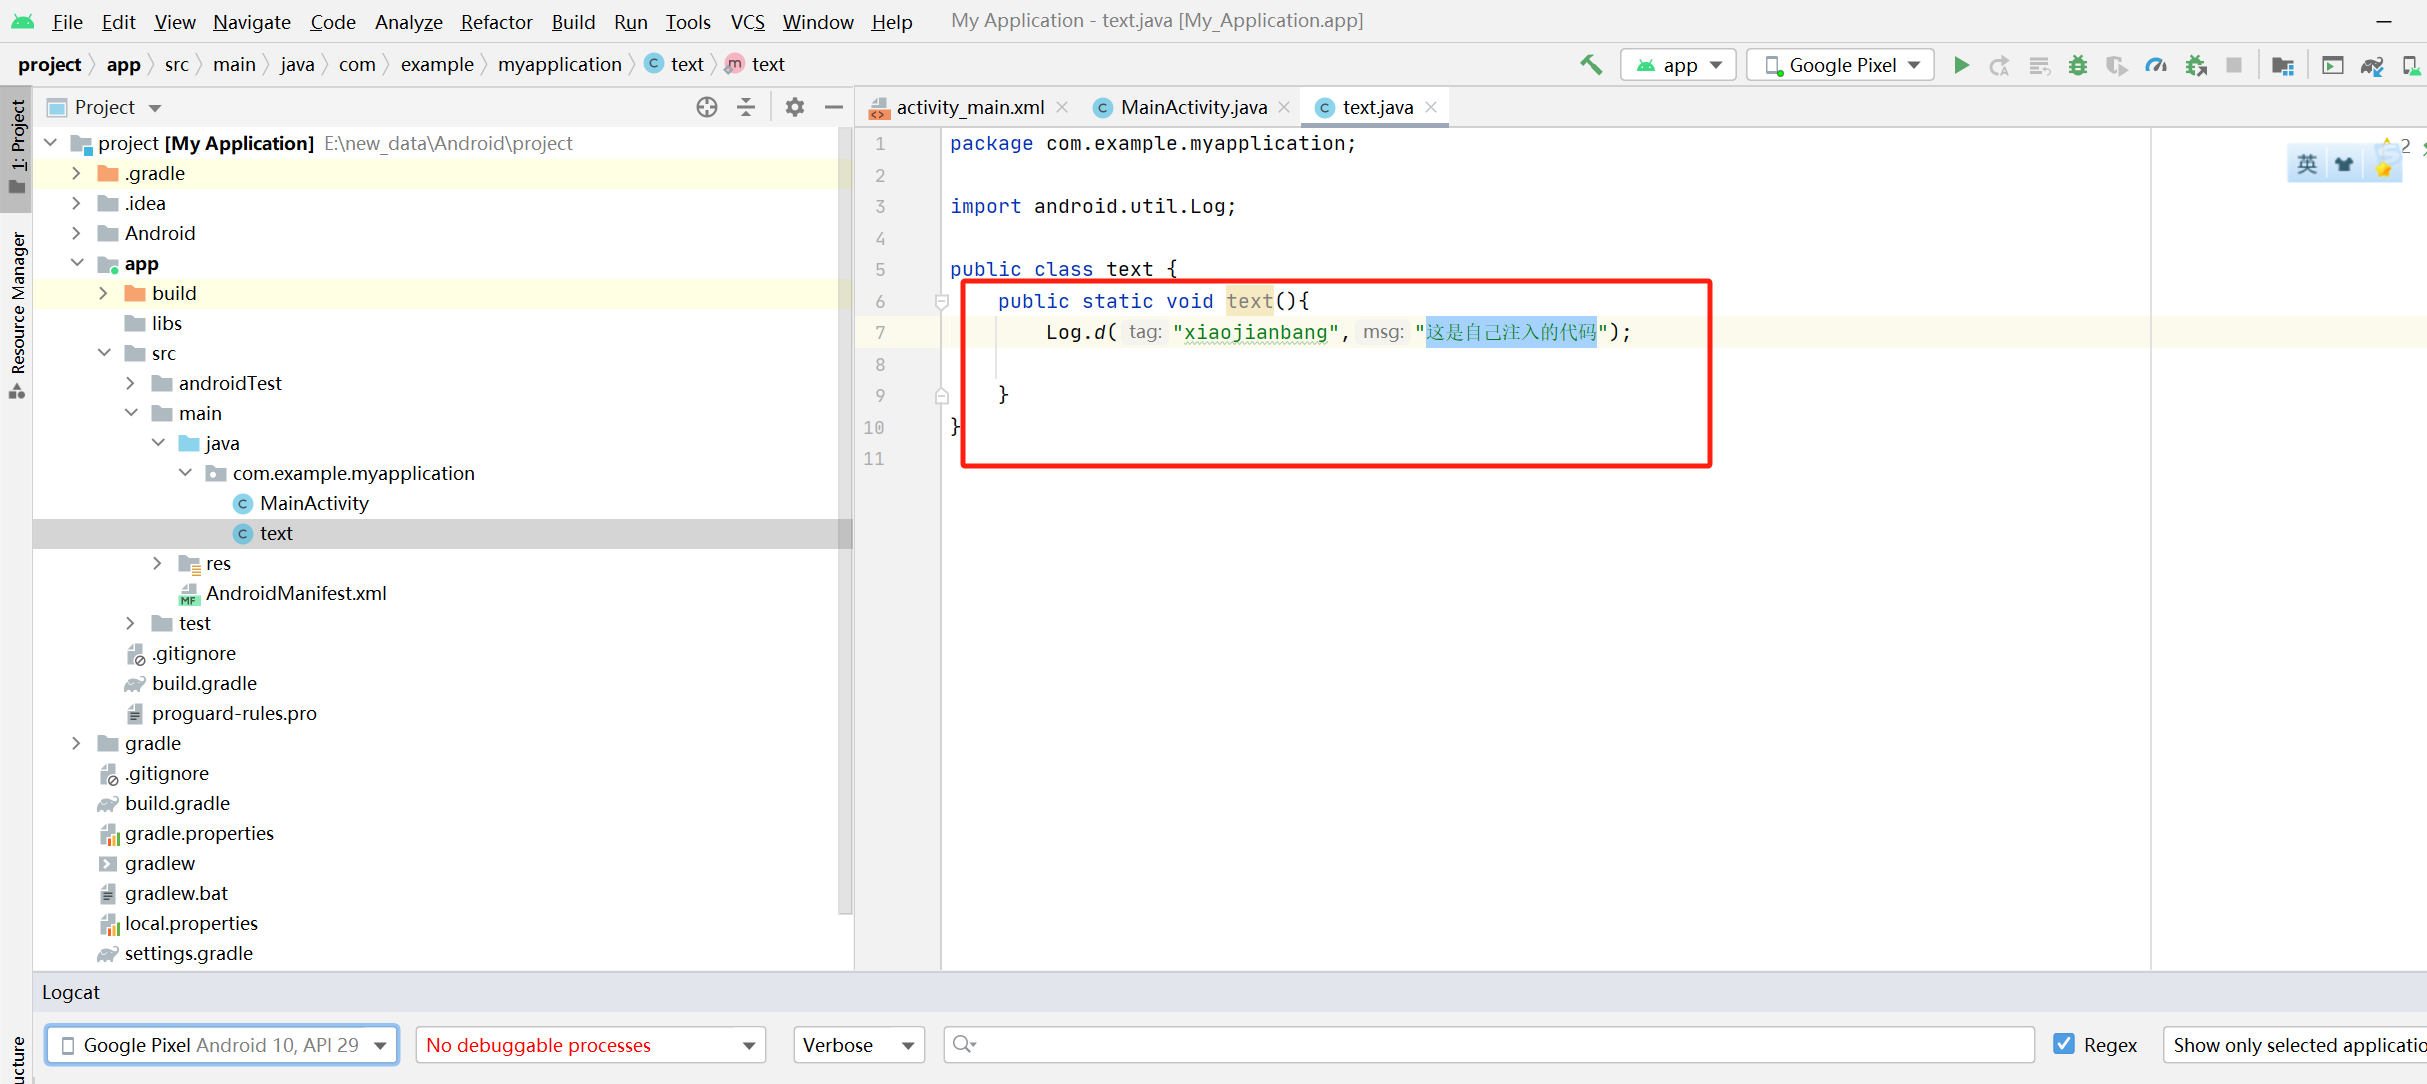 File Edit View Navigate Code Analyze Refactor Build Run Tools VCS Window Help My Application - text.java [My_Application.app]
project app src main java com example myapplication text text app Google Pixel
1: Project
Resource Manager
Project
project [My Application] E:\new_data\Android\project
.gradle
.idea
Android
app
build
libs
src
androidTest
main
java
com.example.myapplication
MainActivity
text
res
AndroidManifest.xml
test
.gitignore
build.gradle
proguard-rules.pro
gradle
.gitignore
build.gradle
gradle.properties
gradlew
gradlew.bat
local.properties
settings.gradle
activity_main.xml MainActivity.java text.java
1 package com.example.myapplication;
2
3 import android.util.Log;
4
5 public class text {
6 public static void text(){
7 Log.d( tag: "xiaojianbang", msg: "这是自己注入的代码");
8
9 }
10 }
11
2
英
Logcat
ucture
Google Pixel Android 10, API 29 No debuggable processes Verbose Regex Show only selected applicatio